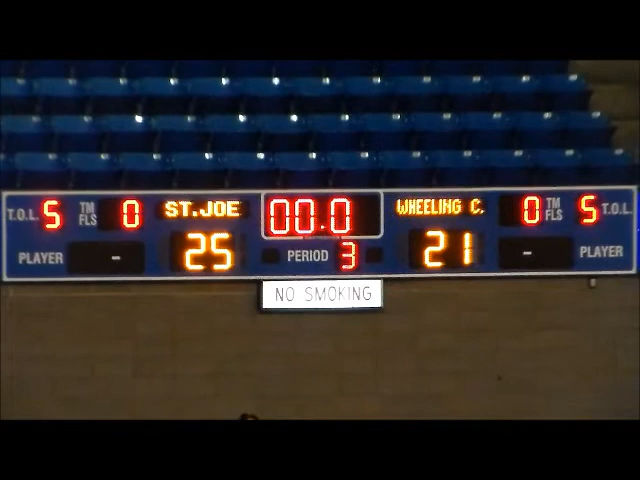 T.O.L. 5 TM FLS 0 ST.JOE 00.0 WHEELING C. 0 TM FLS 5 T.O.L.
PLAYER - 25 PERIOD 3 21 - PLAYER
NO SMOKING